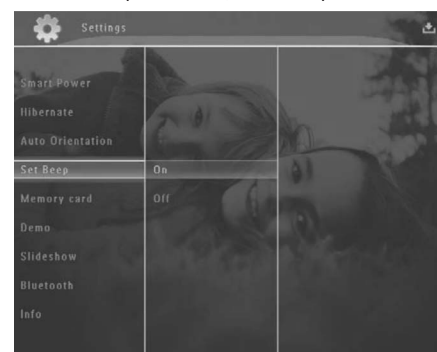 Settings
Smart Power
Hibernate
Auto Orientation
Set Beep
On
Memory card
Off
Demo
Slideshow
Bluetooth
Info